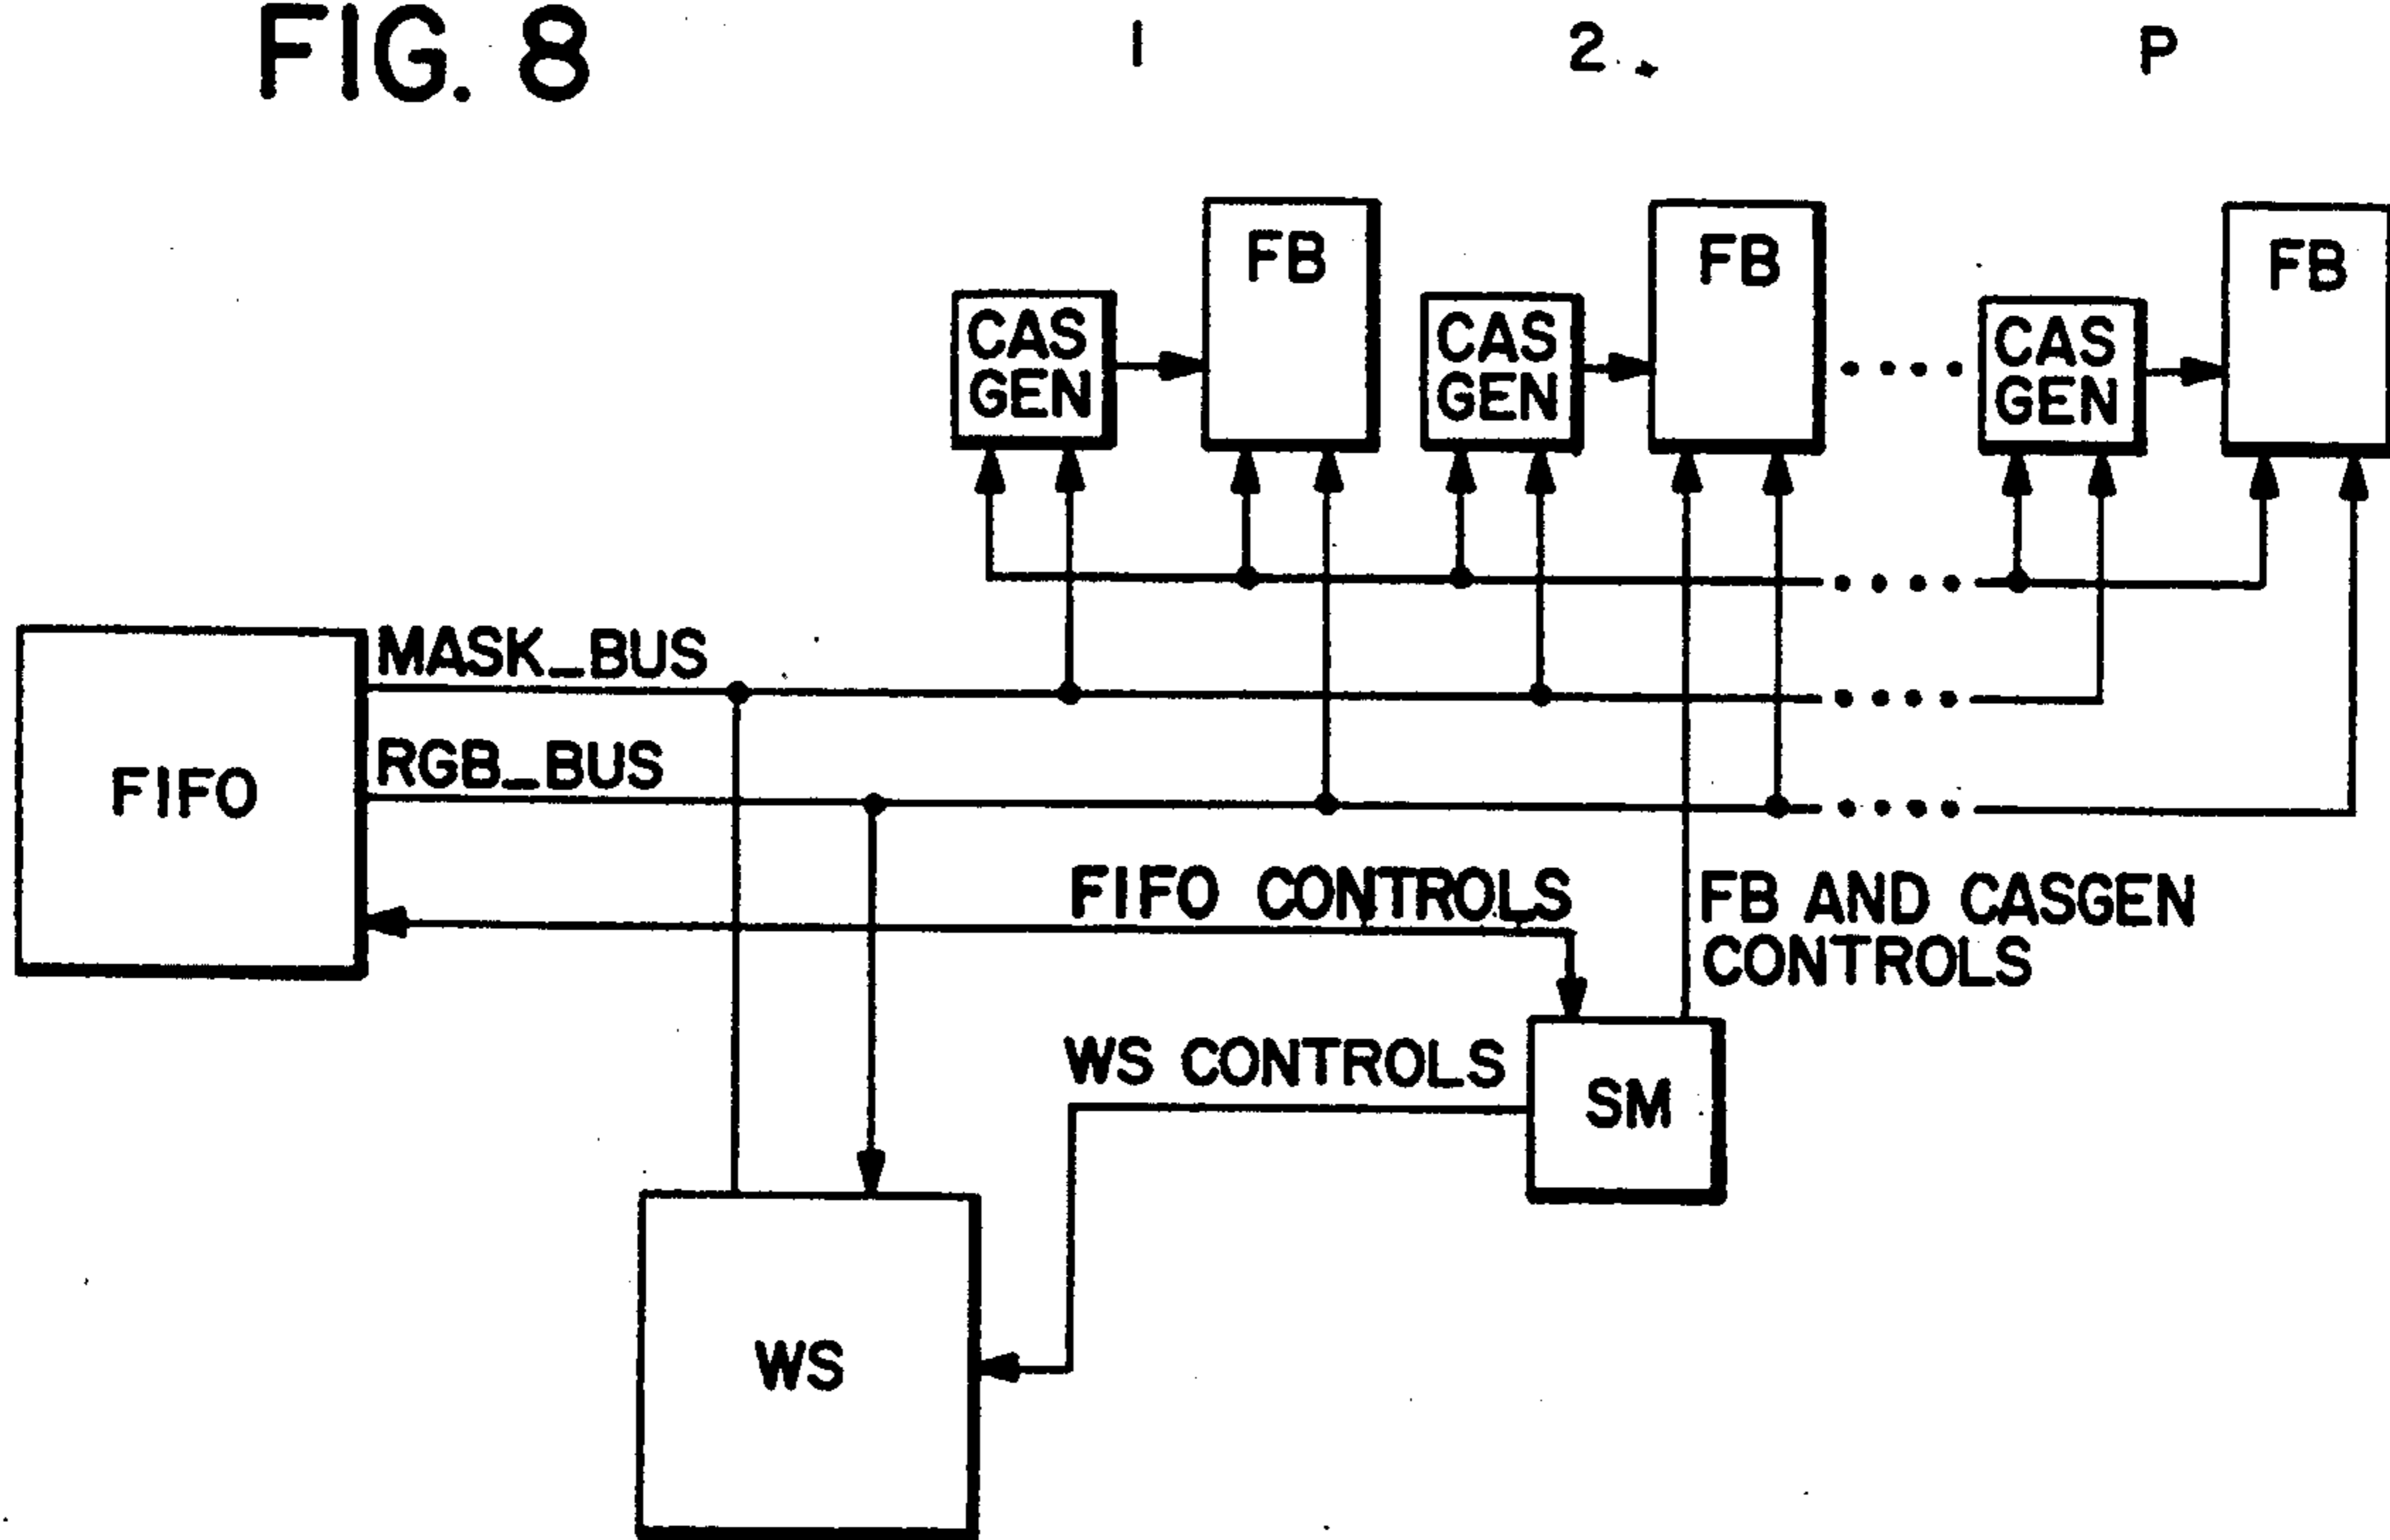 FIG. 8
1
2
P
FB
FB
FB
CAS
GEN
CAS
GEN
CAS
GEN
MASK_BUS
RGB_BUS
FIFO
FIFO CONTROLS
FB AND CASGEN
CONTROLS
WS CONTROLS
SM
WS